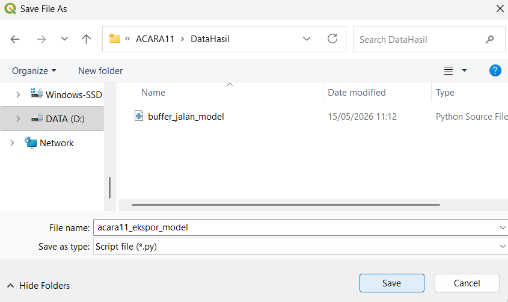 Save File As
« ACARA11 > DataHasil
Search DataHasil
Organize
New folder
Windows-SSD
DATA (D:)
Network
Name
Date modified
Type
buffer_jalan_model
15/05/2026 11:12
Python Source File
File name: acara11_ekspor_model
Save as type: Script file (*.py)
Hide Folders
Save
Cancel